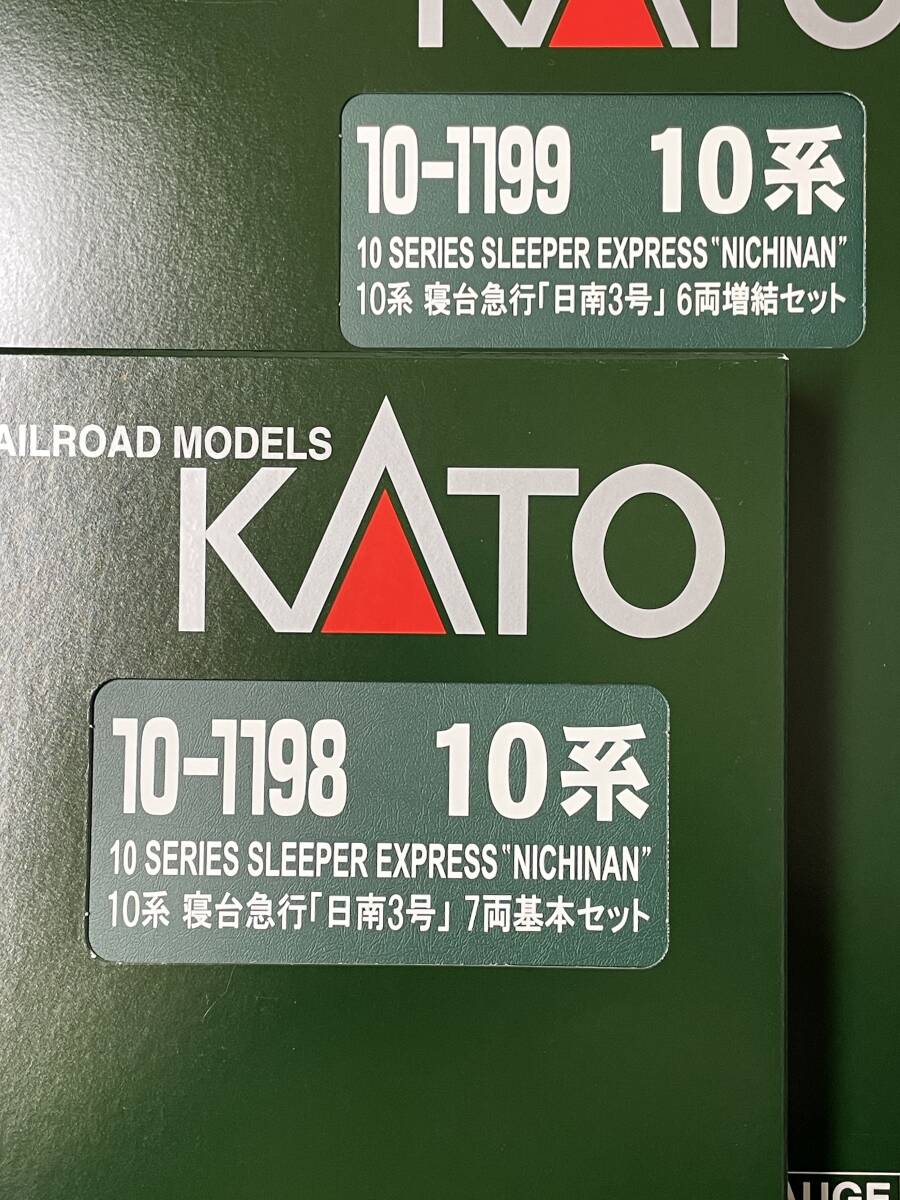 KATO
10-1199 10系
10 SERIES SLEEPER EXPRESS "NICHINAN"
10系 寝台急行「日南3号」 6両増結セット
RAILROAD MODELS
KATO
10-1198 10系
10 SERIES SLEEPER EXPRESS "NICHINAN"
10系 寝台急行「日南3号」 7両基本セット